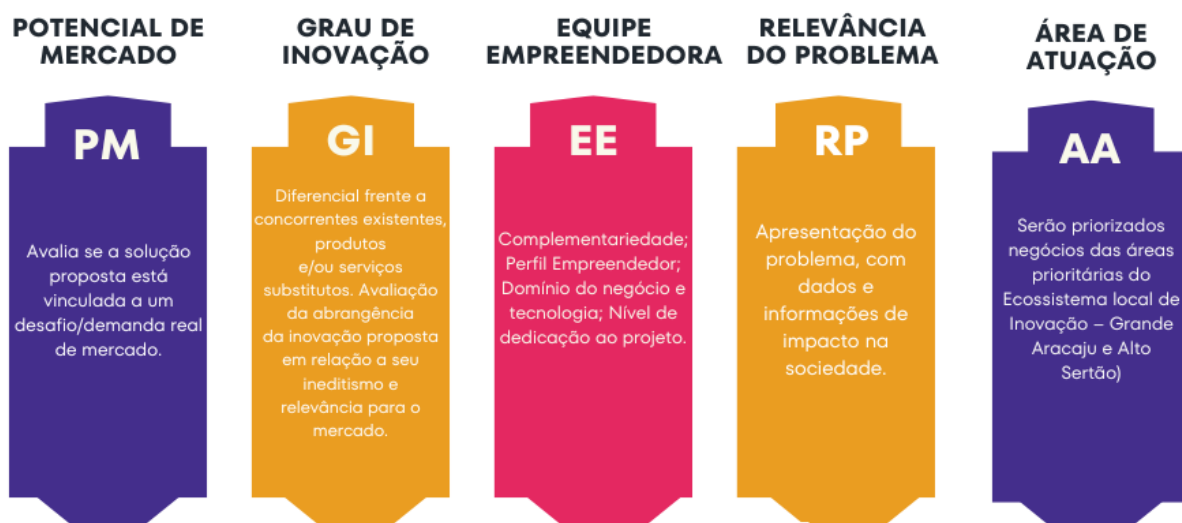 POTENCIAL DE
MERCADO
PM
Avalia se a solução
proposta está
vinculada a um
desafio/demanda real
de mercado.
GRAU DE
INOVAÇÃO
GI
Diferencial frente a
concorrentes existentes,
produtos
e/ou serviços
substitutos. Avaliação
da abrangência
da inovação proposta
em relação a seu
ineditismo e
relevância para o
mercado.
EQUIPE
EMPREENDEDORA
EE
Complementariedade;
Perfil Empreendedor;
Domínio do negócio e
tecnologia; Nível de
dedicação ao projeto.
RELEVÂNCIA
DO PROBLEMA
RP
Apresentação do
problema, com
dados e
informações de
impacto na
sociedade.
ÁREA DE
ATUAÇÃO
AA
Serão priorizados
negócios das áreas
prioritárias do
Ecossistema local de
Inovação – Grande
Aracaju e Alto
Sertão)